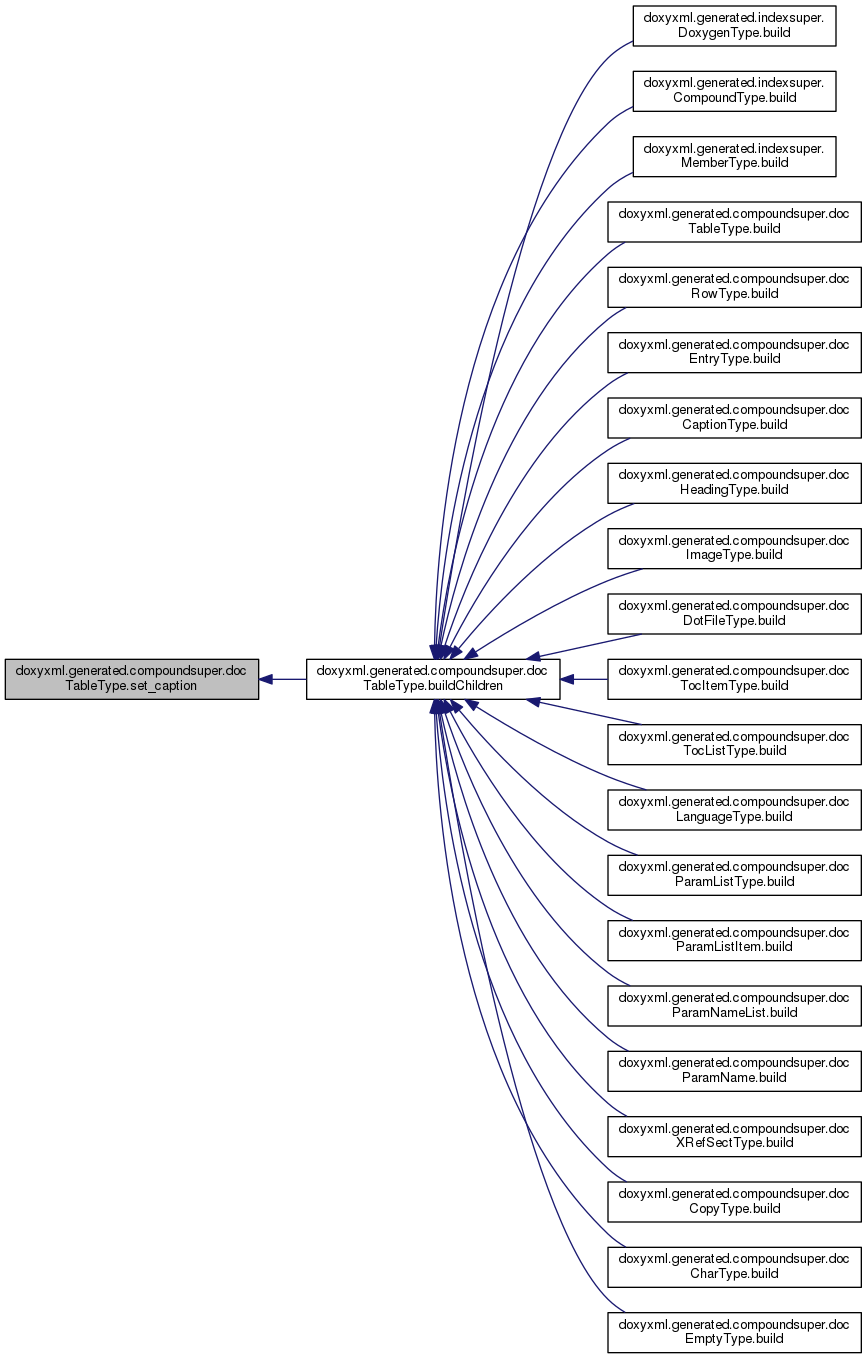 doxyxml.generated.indexsuper.
DoxygenType.build
doxyxml.generated.indexsuper.
CompoundType.build
doxyxml.generated.indexsuper.
MemberType.build
doxyxml.generated.compoundsuper.doc
TableType.build
doxyxml.generated.compoundsuper.doc
RowType.build
doxyxml.generated.compoundsuper.doc
EntryType.build
doxyxml.generated.compoundsuper.doc
CaptionType.build
doxyxml.generated.compoundsuper.doc
HeadingType.build
doxyxml.generated.compoundsuper.doc
ImageType.build
doxyxml.generated.compoundsuper.doc
DotFileType.build
doxyxml.generated.compoundsuper.doc
TableType.set_caption
doxyxml.generated.compoundsuper.doc
TableType.buildChildren
doxyxml.generated.compoundsuper.doc
TocItemType.build
doxyxml.generated.compoundsuper.doc
TocListType.build
doxyxml.generated.compoundsuper.doc
LanguageType.build
doxyxml.generated.compoundsuper.doc
ParamListType.build
doxyxml.generated.compoundsuper.doc
ParamListItem.build
doxyxml.generated.compoundsuper.doc
ParamNameList.build
doxyxml.generated.compoundsuper.doc
ParamName.build
doxyxml.generated.compoundsuper.doc
XRefSectType.build
doxyxml.generated.compoundsuper.doc
CopyType.build
doxyxml.generated.compoundsuper.doc
CharType.build
doxyxml.generated.compoundsuper.doc
EmptyType.build